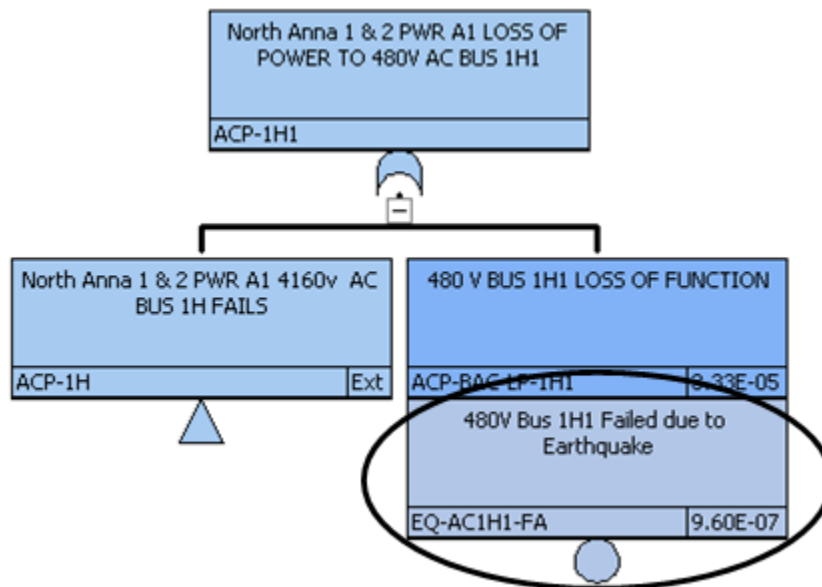 North Anna 1 & 2 PWR A1 LOSS OF
POWER TO 480V AC BUS 1H1
ACP-1H1
North Anna 1 & 2 PWR A1 4160v AC
BUS 1H FAILS
ACP-1H
Ext
480 V BUS 1H1 LOSS OF FUNCTION
ACP-BAC-LP-1H1
3.33E-05
480V Bus 1H1 Failed due to
Earthquake
EQ-AC1H1-FA
9.60E-07